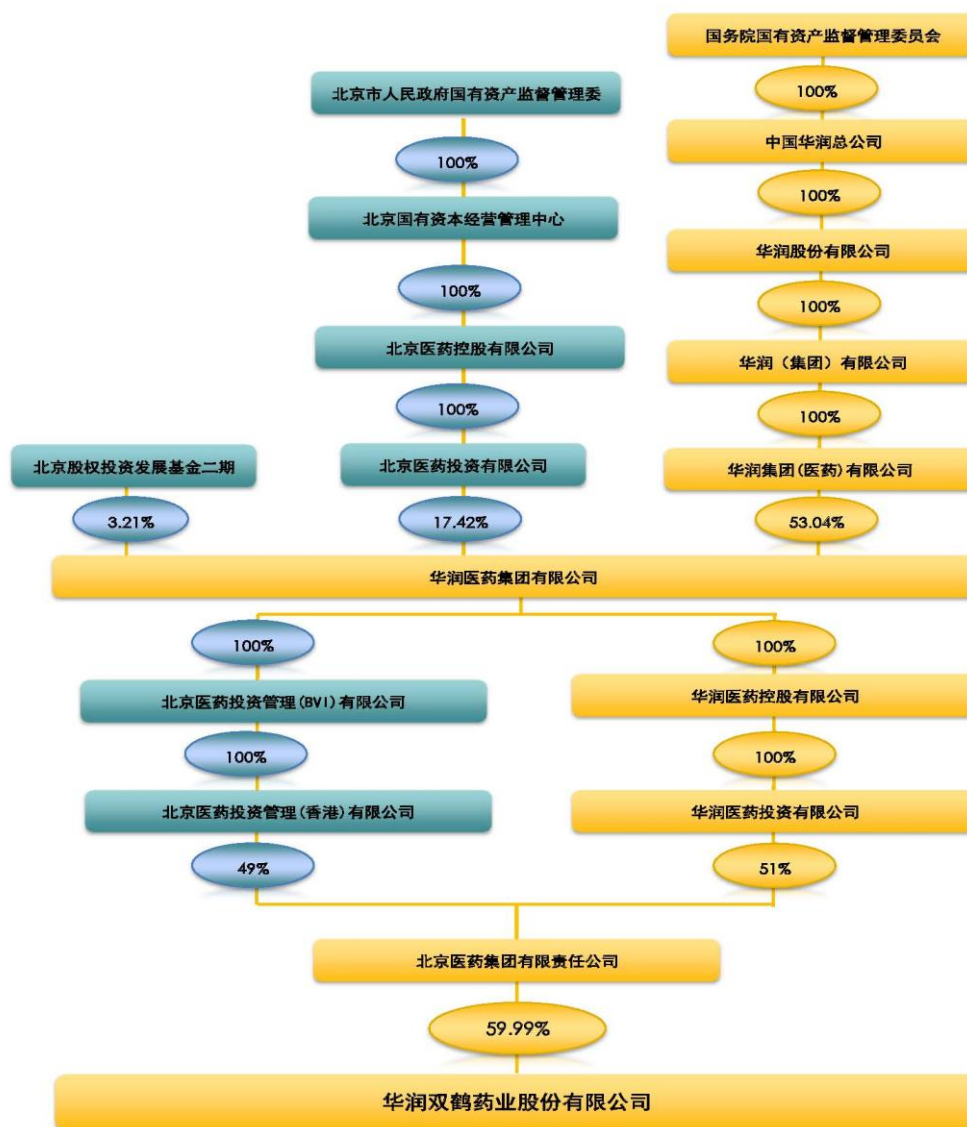 国务院国有资产监督管理委员会
北京市人民政府国有资产监督管理委
100%
中国华润总公司
100%
100%
北京国有资本经营管理中心
华润股份有限公司
100%
100%
北京医药控股有限公司
华润（集团）有限公司
100%
100%
北京股权投资发展基金二期
北京医药投资有限公司
华润集团(医药)有限公司
3.21%
17.42%
53.04%
华润医药集团有限公司
100%
100%
北京医药投资管理(BVI)有限公司
华润医药控股有限公司
100%
100%
北京医药投资管理(香港)有限公司
华润医药投资有限公司
49%
51%
北京医药集团有限责任公司
59.99%
华润双鹤药业股份有限公司